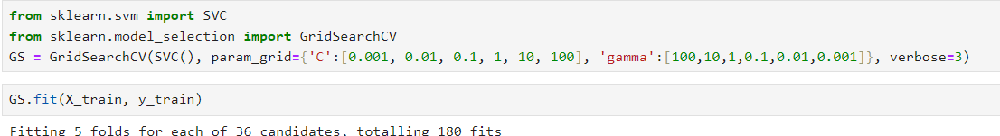 from sklearn.svm import SVC
from sklearn.model_selection import GridSearchCV
GS = GridSearchCV(SVC(), param_grid={'C':[0.001, 0.01, 0.1, 1, 10, 100], 'gamma':[100,10,1,0.1,0.01,0.001]}, verbose=3)
GS.fit(X_train, y_train)
Fitting 5 folds for each of 36 candidates, totalling 180 fits